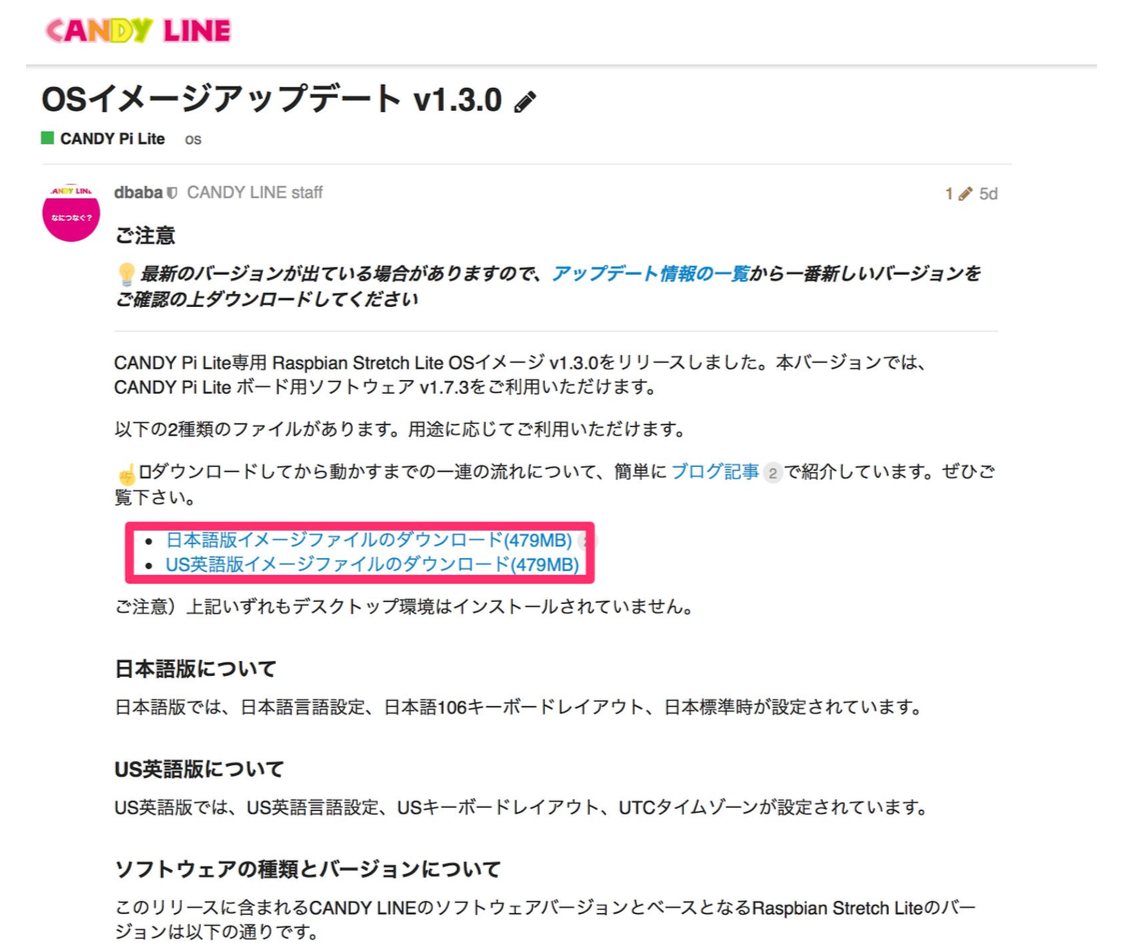 CANDY LINE
OSイメージアップデート v1.3.0
CANDY Pi Lite os
ANDY LINE
なにつなぐ？
dbaba CANDY LINE staff 1 5d
ご注意
最新のバージョンが出ている場合がありますので、アップデート情報の一覧から一番新しいバージョンを
ご確認の上ダウンロードしてください
CANDY Pi Lite専用 Raspbian Stretch Lite OSイメージ v1.3.0をリリースしました。本バージョンでは、
CANDY Pi Lite ボード用ソフトウェア v1.7.3をご利用いただけます。
以下の2種類のファイルがあります。用途に応じてご利用いただけます。
ダウンロードしてから動かすまでの一連の流れについて、簡単に ブログ記事 2 で紹介しています。ぜひご
覧下さい。
• 日本語版イメージファイルのダウンロード(479MB)
• US英語版イメージファイルのダウンロード(479MB)
ご注意）上記いずれもデスクトップ環境はインストールされていません。
日本語版について
日本語版では、日本語言語設定、日本語106キーボードレイアウト、日本標準時が設定されています。
US英語版について
US英語版では、US英語言語設定、USキーボードレイアウト、UTCタイムゾーンが設定されています。
ソフトウェアの種類とバージョンについて
このリリースに含まれるCANDY LINEのソフトウェアバージョンとベースとなるRaspbian Stretch Liteのバー
ジョンは以下の通りです。